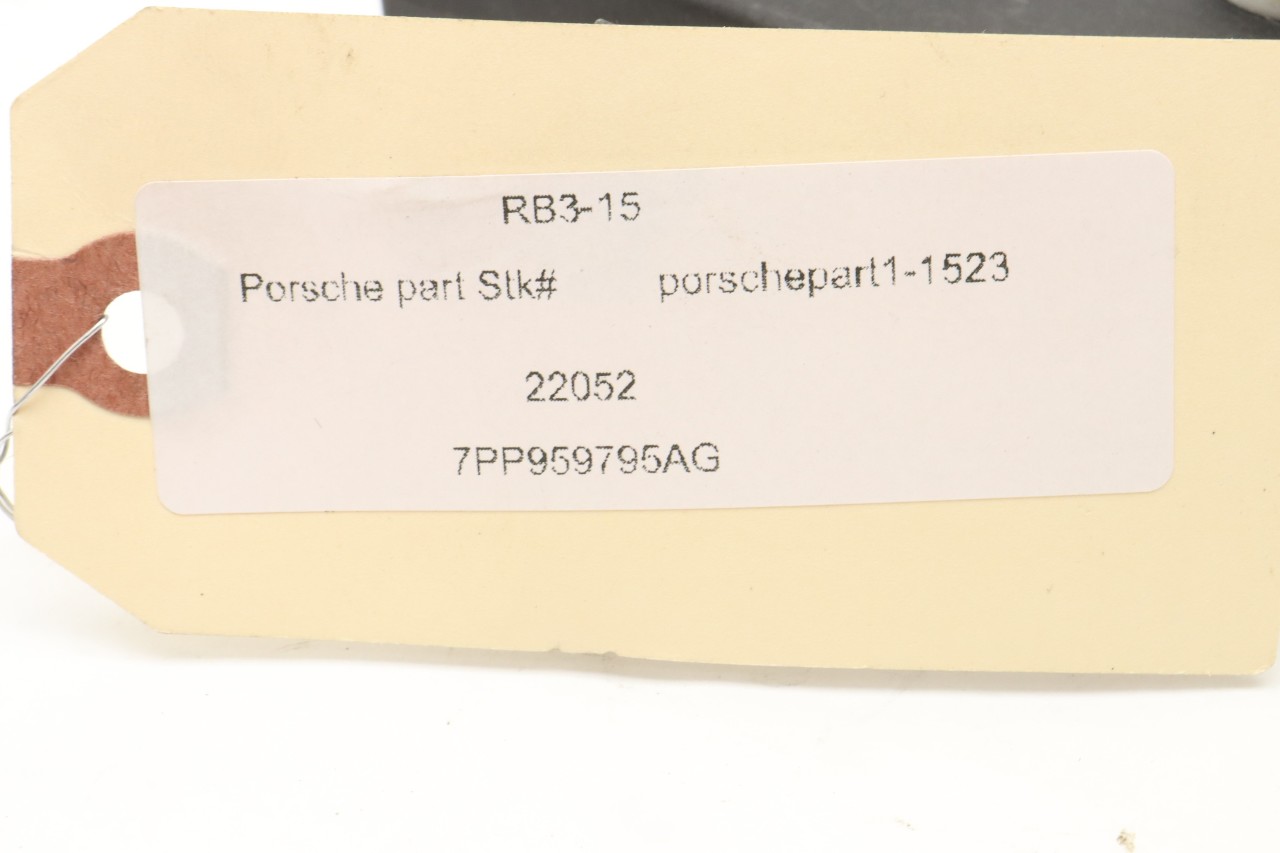 RB3-15
Porsche part Stk# porschepart1-1523
22052
7PP959795AG